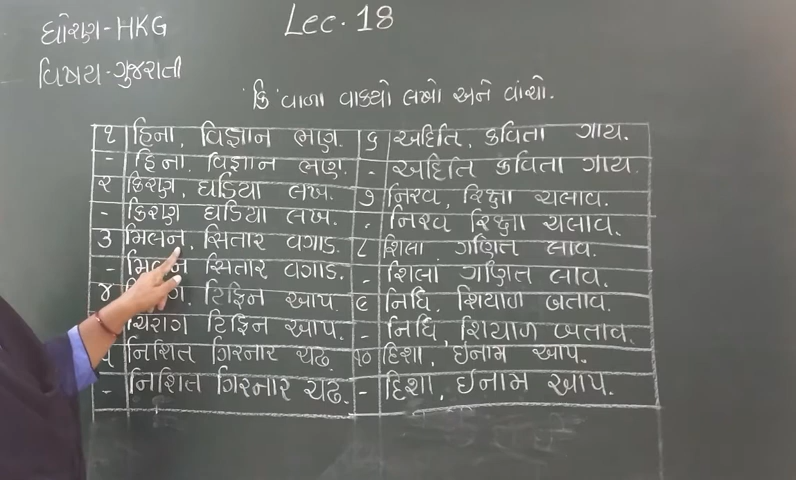 ધોરણ-HKG
Lec. 18
વિષય-ગુજરાતી
'કિ' વાળા વાક્યો લખો અને વાંચો.
૧ હિના, વિજ્ઞાન ભણ.
- હિના, વિજ્ઞાન ભણ.
૨ કિરણ, ઘડિયા લખ.
- કિરણ ઘડિયા લખ.
૩ મિલન, સિતાર વગાડ.
- મિલન સિતાર વગાડ.
૪ ટિફિન આપ.
ચિરાગ ટિફિન આપ.
૫ નિશિત ગિરનાર ચઢ.
- નિશિત ગિરનાર ચઢ.
૬ અદિતિ, કવિતા ગાય.
- અદિતિ કવિતા ગાય.
૭ નિરવ, રિક્ષા ચલાવ.
- નિરવ રિક્ષા ચલાવ.
૮ શિલા ગણિત લાવ.
- શિલા ગણિત લાવ.
૯ નિધિ, શિયાળ બતાવ.
- નિધિ, શિયાળ બતાવ.
૧૦ દિશા, ઈનામ આપ.
- દિશા, ઈનામ આપ.